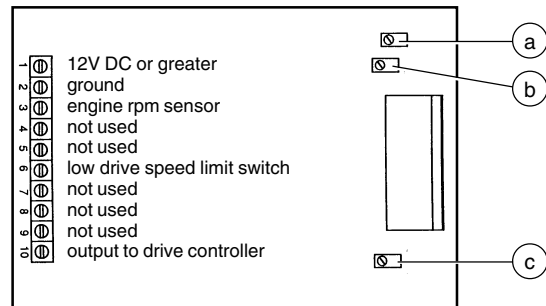 1 12V DC or greater
2 ground
3 engine rpm sensor
4 not used
5 not used
6 low drive speed limit switch
7 not used
8 not used
9 not used
10 output to drive controller
a
b
c